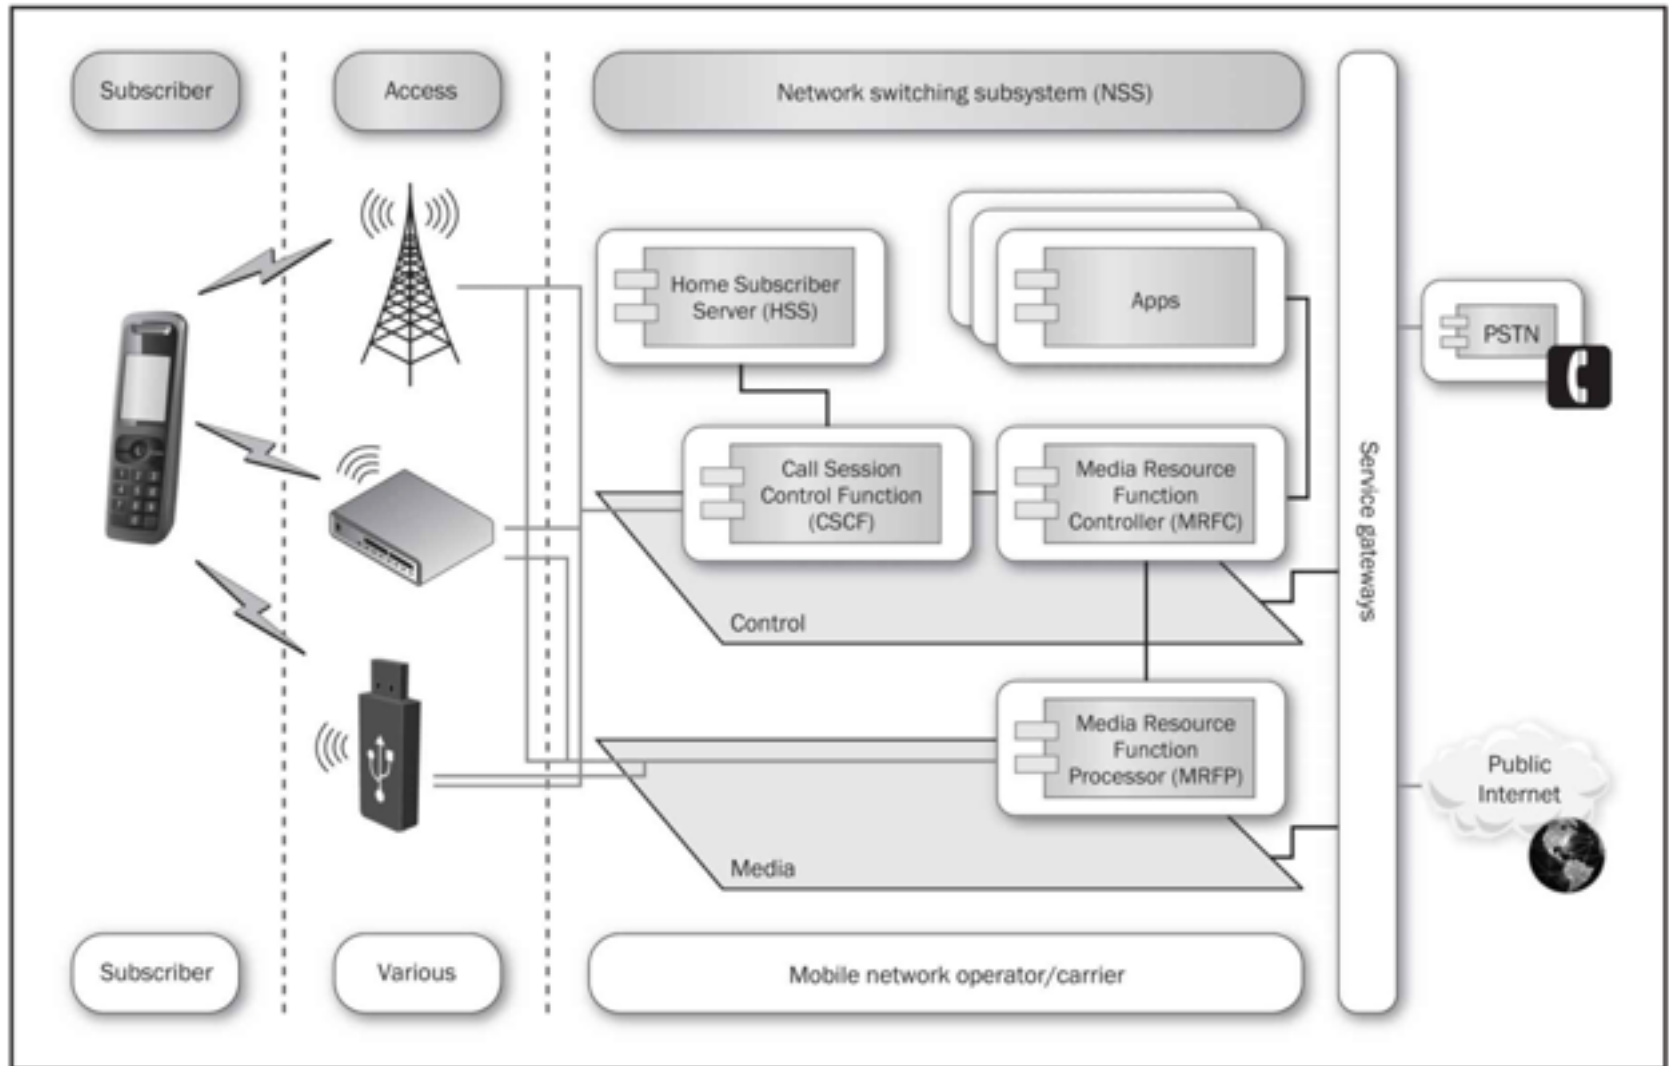 Subscriber
Access
Network switching subsystem (NSS)
Home Subscriber
Server (HSS)
Apps
PSTN
Call Session
Control Function
(CSCF)
Media Resource
Function
Controller (MRFC)
Service gateways
Control
Media Resource
Function
Processor (MRFP)
Public
Internet
Media
Subscriber
Various
Mobile network operator/carrier